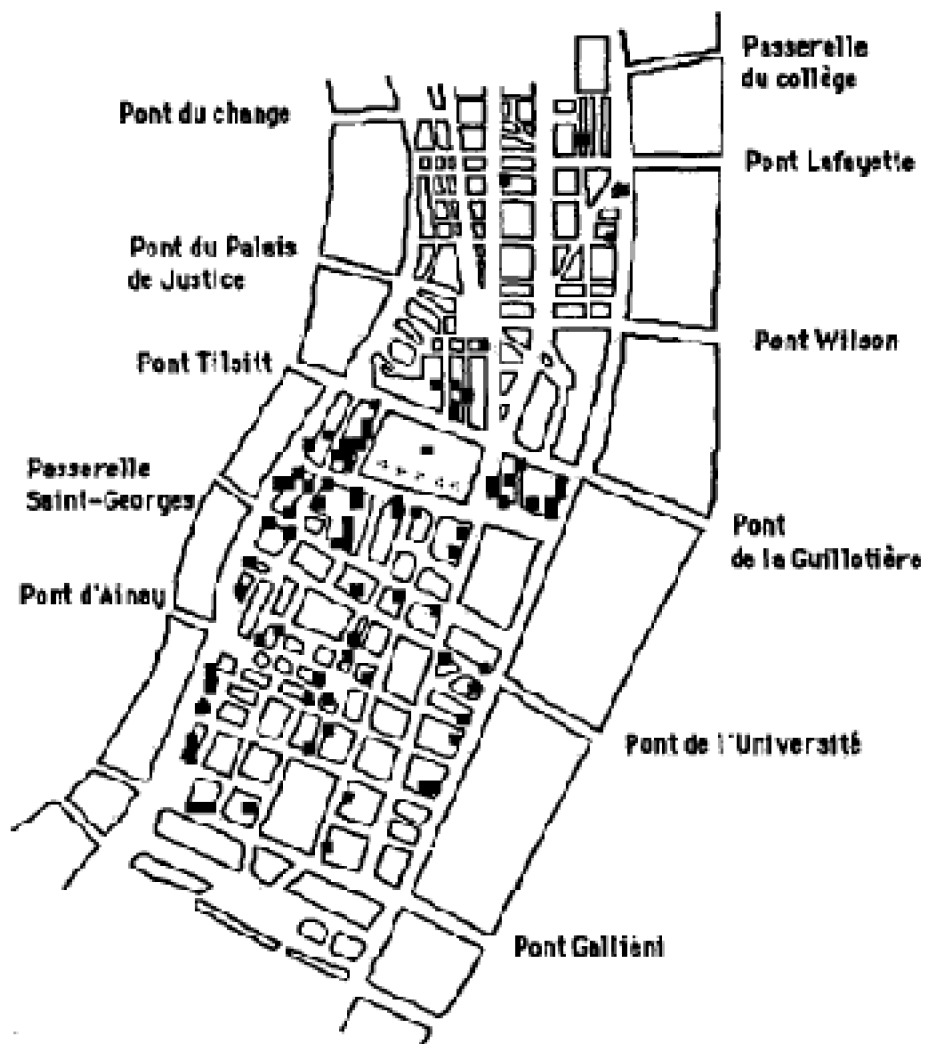 Passerelle
du collège
Pont du change
Pont Lafayette
Pont du Palais
de Justice
Pont Wilson
Pont Tilsitt
Passerelle
Saint-Georges
Pont
de la Guillotière
Pont d'Ainay
Pont de l'Université
Pont Galliéni